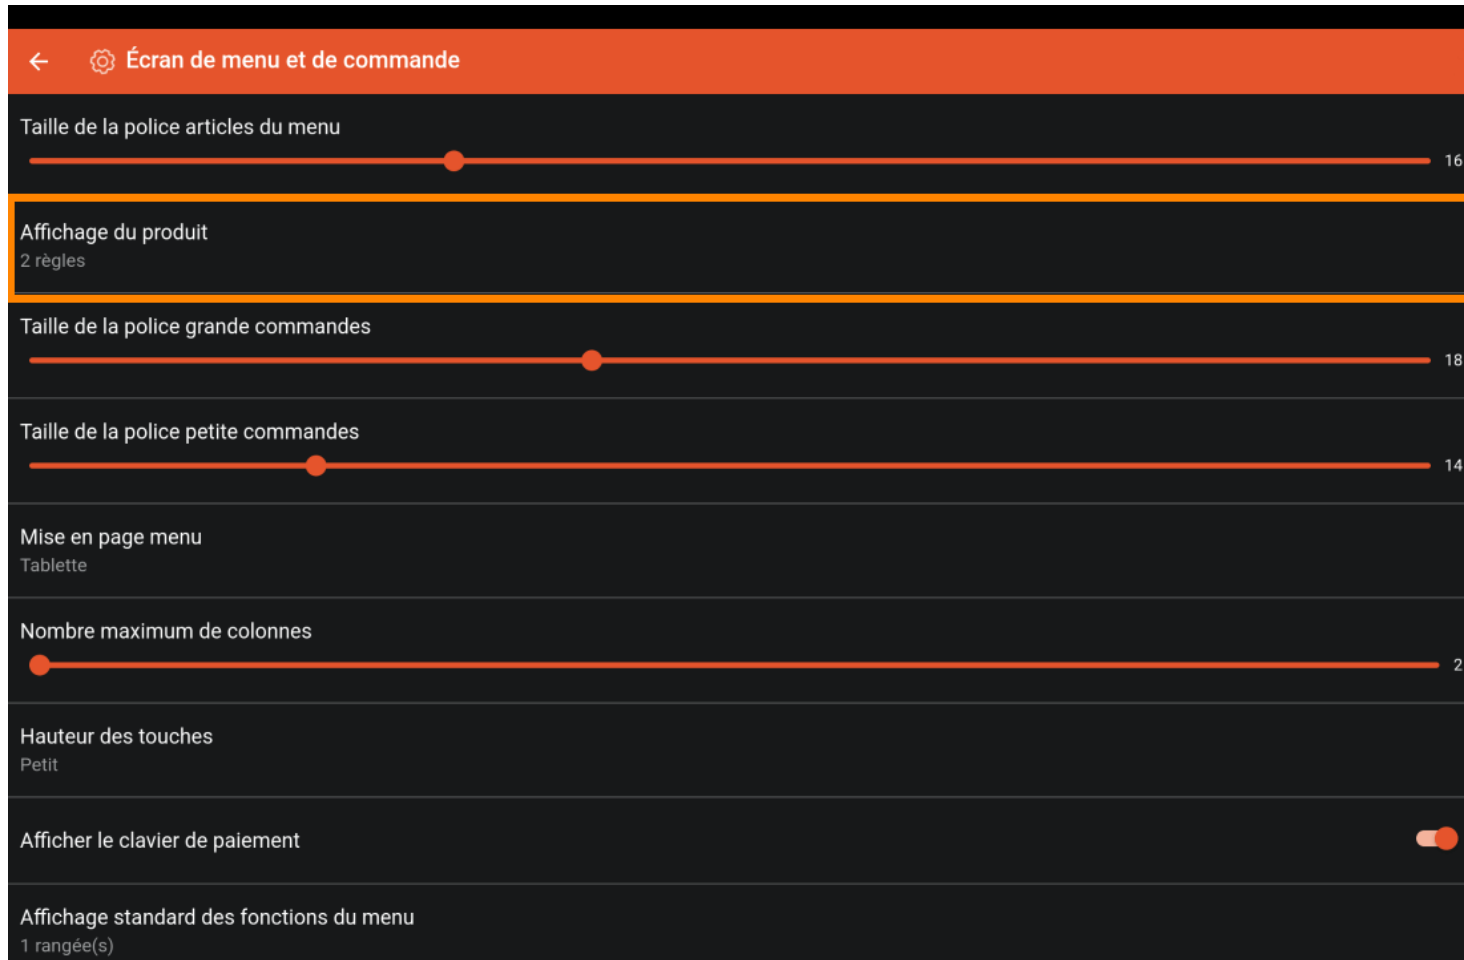 Écran de menu et de commande
Taille de la police articles du menu
16
Affichage du produit
2 règles
Taille de la police grande commandes
18
Taille de la police petite commandes
14
Mise en page menu
Tablette
Nombre maximum de colonnes
2
Hauteur des touches
Petit
Afficher le clavier de paiement
Affichage standard des fonctions du menu
1 rangée(s)